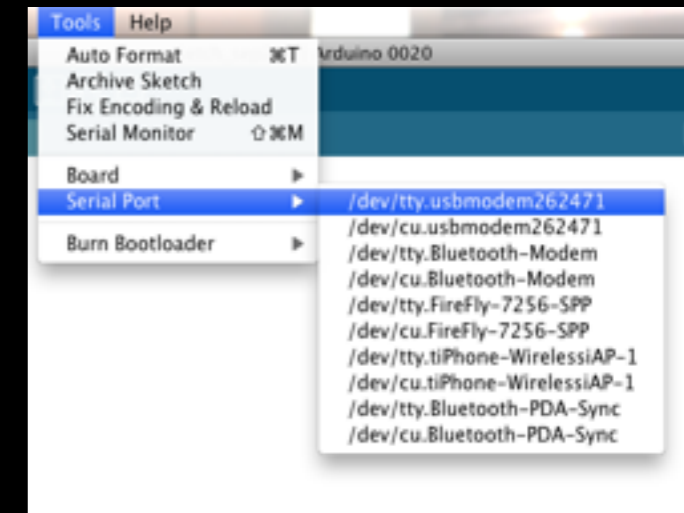 Tools Help
Arduino 0020
Auto Format ⌘T
Archive Sketch
Fix Encoding & Reload
Serial Monitor ⇧⌘M
Board
Serial Port
Burn Bootloader
/dev/tty.usbmodem262471
/dev/cu.usbmodem262471
/dev/tty.Bluetooth-Modem
/dev/cu.Bluetooth-Modem
/dev/tty.FireFly-7256-SPP
/dev/cu.FireFly-7256-SPP
/dev/tty.tiPhone-WirelessiAP-1
/dev/cu.tiPhone-WirelessiAP-1
/dev/tty.Bluetooth-PDA-Sync
/dev/cu.Bluetooth-PDA-Sync